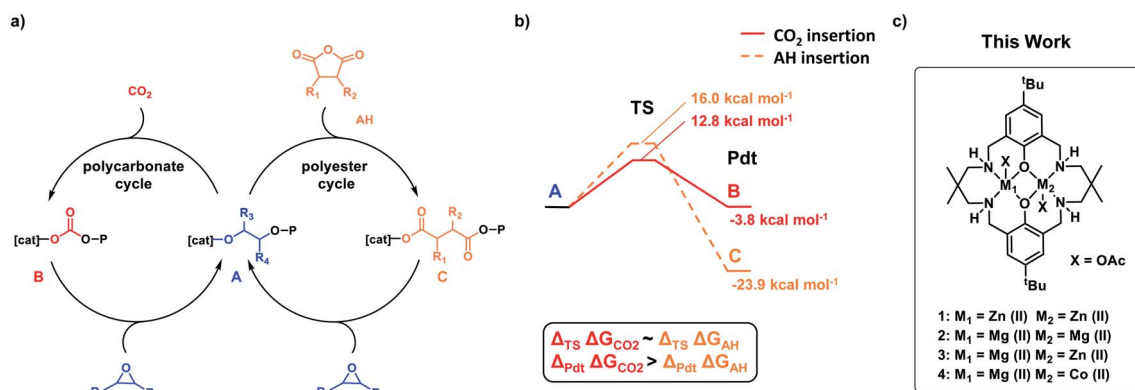 a)
CO2
O
O
O
R1
R2
AH
polycarbonate
cycle
polyester
cycle
O
[cat]
O
O
P
B
R3
O–P
[cat]
O
R4
A
O
R2
O–P
[cat]
O
R1
O
C
O
O
b)
CO2 insertion
AH insertion
TS
16.0 kcal mol-1
12.8 kcal mol-1
Pdt
A
B
-3.8 kcal mol-1
C
-23.9 kcal mol-1
ΔTS ΔGCO2 ~ ΔTS ΔGAH
ΔPdt ΔGCO2 > ΔPdt ΔGAH
c)
This Work
tBu
H
N
X
O
N
H
M1
M2
N
H
O
X
N
H
X = OAc
tBu
1: M1 = Zn (II) M2 = Zn (II)
2: M1 = Mg (II) M2 = Mg (II)
3: M1 = Mg (II) M2 = Zn (II)
4: M1 = Mg (II) M2 = Co (II)